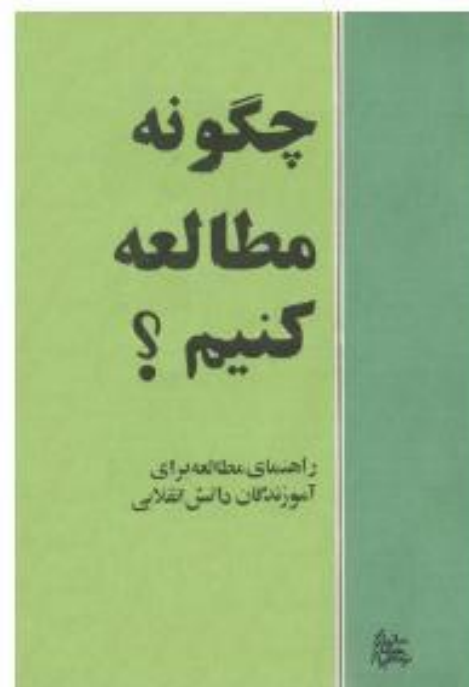 چگونه
مطالعه
کنیم ؟
راهنمای مطالعه برای
آموزندگان دانش انقلابی